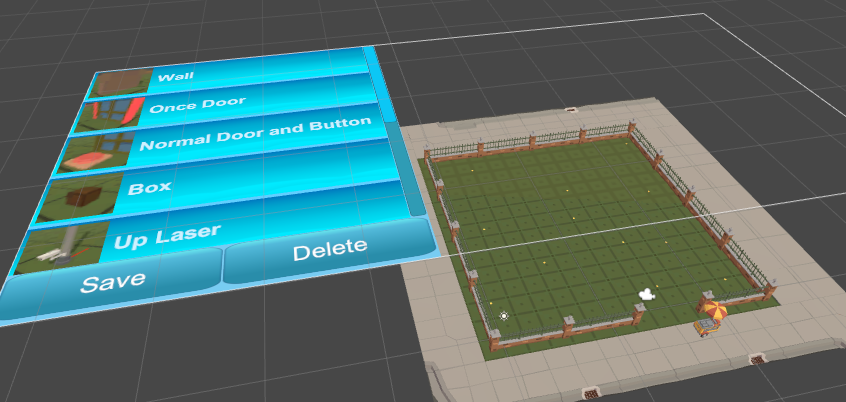 Wall
Once Door
Normal Door and Button
Box
Up Laser
Save
Delete